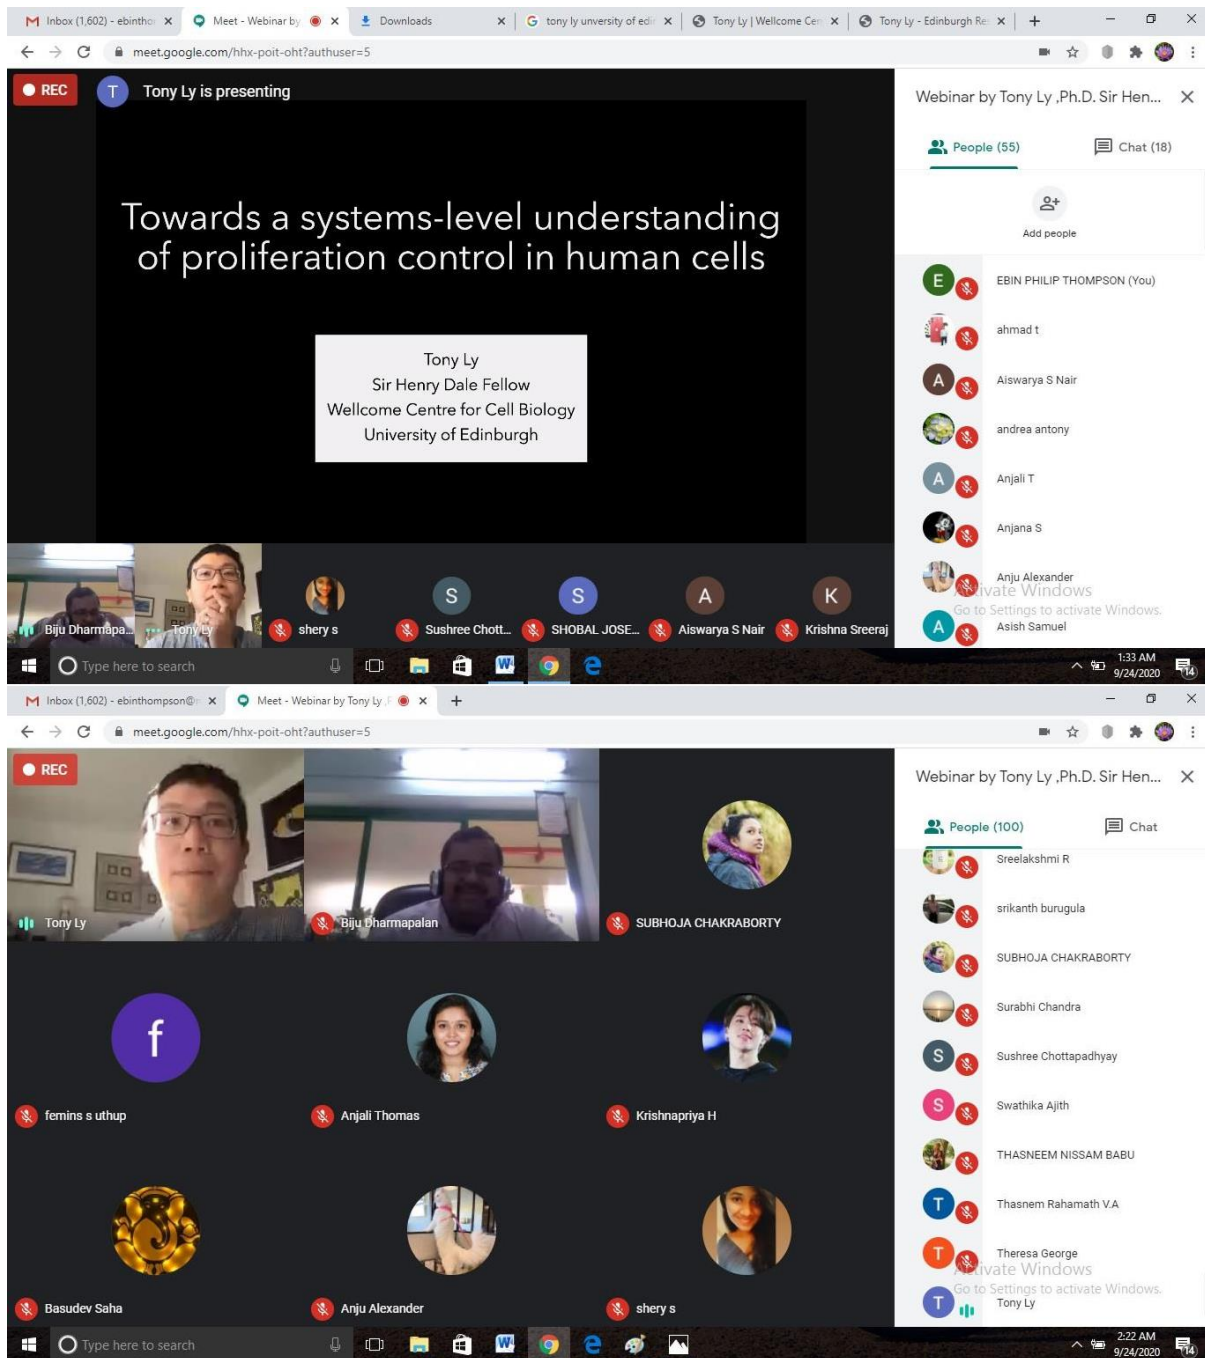 Inbox (1,602) - ebintho
Meet - Webinar by
Downloads
tony ly unversity of edin
Tony Ly | Wellcome Cen
Tony Ly - Edinburgh Re
meet.google.com/hhx-poit-oht?authuser=5
REC
T
Tony Ly is presenting
Towards a systems-level understanding
of proliferation control in human cells
Tony Ly
Sir Henry Dale Fellow
Wellcome Centre for Cell Biology
University of Edinburgh
Webinar by Tony Ly ,Ph.D. Sir Hen...
People (55)
Chat (18)
Add people
E
EBIN PHILIP THOMPSON (You)
ahmad t
A
Aiswarya S Nair
andrea antony
A
Anjali T
Anjana S
Anju Alexander
Activate Windows
Go to Settings to activate Windows.
A
Asish Samuel
Biju Dharmapa...
Tony Ly
shery s
S
Sushree Chott...
S
SHOBAL JOSE...
A
Aiswarya S Nair
K
Krishna Sreeraj
Type here to search
1:33 AM
9/24/2020
14
Inbox (1,602) - ebinthompson@
Meet - Webinar by Tony Ly ,P
meet.google.com/hhx-poit-oht?authuser=5
REC
Tony Ly
Biju Dharmapalan
SUBHOJA CHAKRABORTY
f
femins s uthup
Anjali Thomas
Krishnapriya H
Basudev Saha
Anju Alexander
shery s
Webinar by Tony Ly ,Ph.D. Sir Hen...
People (100)
Chat
Sreelakshmi R
srikanth burugula
SUBHOJA CHAKRABORTY
Surabhi Chandra
S
Sushree Chottapadhyay
S
Swathika Ajith
THASNEEM NISSAM BABU
T
Thasnem Rahamath V.A
T
Theresa George
Activate Windows
Go to Settings to activate Windows.
T
Tony Ly
Type here to search
2:22 AM
9/24/2020
14